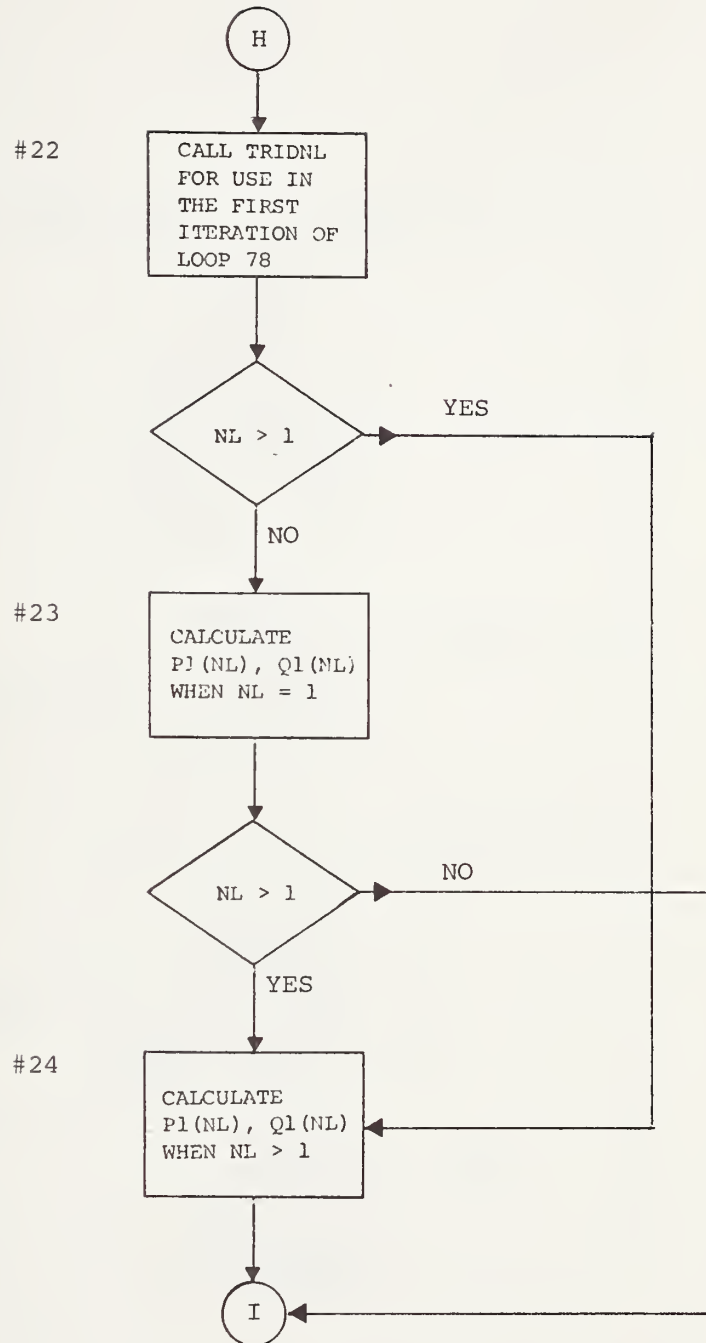 H
#22
CALL TRIDNL
FOR USE IN
THE FIRST
ITERATION OF
LOOP 78
NL > 1
YES
NO
#23
CALCULATE
P1(NL), Q1(NL)
WHEN NL = 1
NL > 1
NO
YES
#24
CALCULATE
P1(NL), Q1(NL)
WHEN NL > 1
I